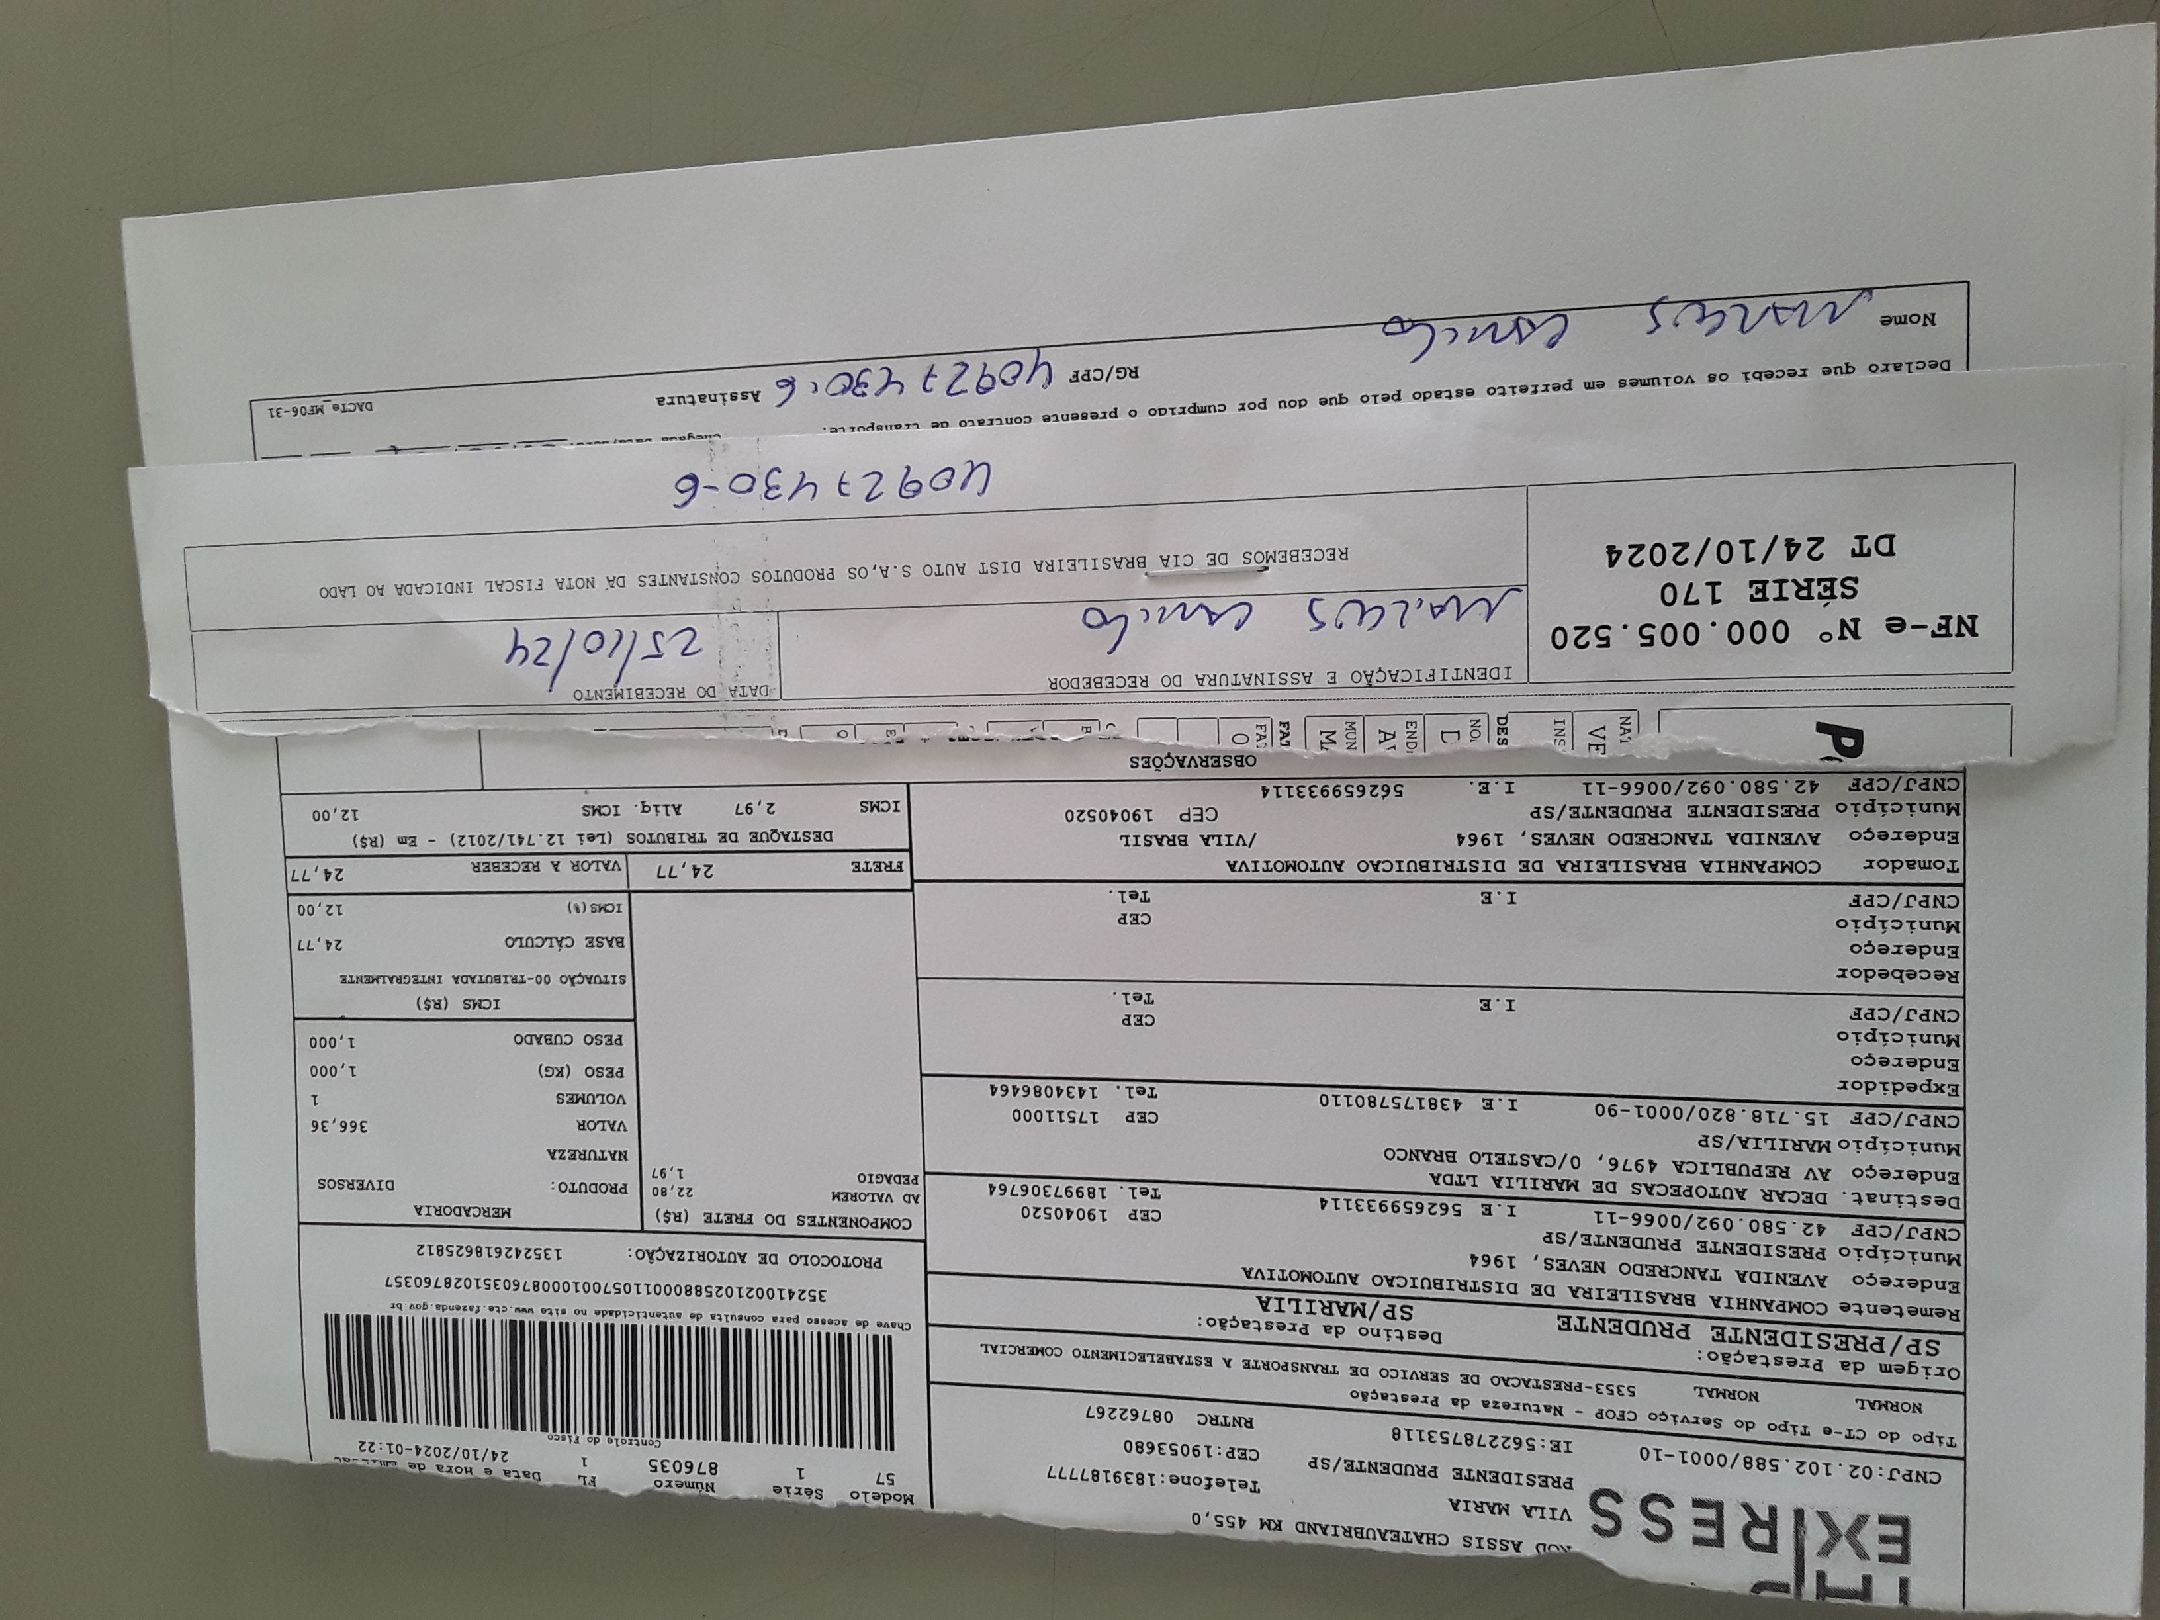 EXPRESS
ROD ASSIS CHATEAUBRIAND KM 455,0
VILA MARIA Telefone:1839187777
PRESIDENTE PRUDENTE/SP CEP:19053680
CNPJ:02.102.588/0001-10 IE:562278753118 RNTRC 08762267
Modelo Série Número FL Data e Hora de
57 1 876035 1 24/10/2024-01:22
Controle do Fisco
Chave de acesso para consulta de autenticidade no site www.cte.fazenda.gov.br
35241002102588000110570010008760351028760357
PROTOCOLO DE AUTORIZAÇÃO: 135242618625812
Tipo do CT-e Tipo do Serviço CFOP - Natureza da Prestação
NORMAL NORMAL 5353-PRESTACAO DE SERVICO DE TRANSPORTE A ESTABELECIMENTO COMERCIAL
Origem da Prestação: Destino da Prestação:
SP/PRESIDENTE PRUDENTE SP/MARILIA
Remetente COMPANHIA BRASILEIRA DE DISTRIBUICAO AUTOMOTIVA
Endereço AVENIDA TANCREDO NEVES, 1964
Município PRESIDENTE PRUDENTE/SP CEP 19040520
CNPJ/CPF 42.580.092/0066-11 I.E 562659933114 Tel. 18997306764
Destinat. DECAR AUTOPECAS DE MARILIA LTDA
Endereço AV REPUBLICA 4976, 0/CASTELO BRANCO
Município MARILIA/SP CEP 17511000
CNPJ/CPF 15.718.820/0001-90 I.E 438175780110 Tel. 1434086464
Expedidor
Endereço
Município CEP
CNPJ/CPF I.E Tel.
Recebedor
Endereço
Município CEP
CNPJ/CPF I.E Tel.
Tomador COMPANHIA BRASILEIRA DE DISTRIBUICAO AUTOMOTIVA
Endereço AVENIDA TANCREDO NEVES, 1964 /VILA BRASIL
Município PRESIDENTE PRUDENTE/SP CEP 19040520
CNPJ/CPF 42.580.092/0066-11 I.E. 562659933114
COMPONENTES DO FRETE (R$)
AD VALOREM 22,80
PEDAGIO 1,97
MERCADORIA
PRODUTO: DIVERSOS
NATUREZA
VALOR 366,36
VOLUMES 1
PESO (KG) 1,000
PESO CUBADO 1,000
ICMS (R$)
SITUAÇÃO 00-TRIBUTADA INTEGRALMENTE
BASE CÁLCULO 24,77
ICMS(%) 12,00
FRETE 24,77 VALOR A RECEBER 24,77
DESTAQUE DE TRIBUTOS (Lei 12.741/2012) - Em (R$)
ICMS 2,97 Aliq. ICMS 12,00
OBSERVAÇÕES
NF-e Nº 000.005.520
SÉRIE 170
DT 24/10/2024
IDENTIFICAÇÃO E ASSINATURA DO RECEBEDOR
DATA DO RECEBIMENTO
25/10/24
RECEBEMOS DE CIA BRASILEIRA DIST AUTO S.A,OS PRODUTOS CONSTANTES DA NOTA FISCAL INDICADA AO LADO
40927430-6
Declaro que recebi os volumes em perfeito estado pelo que dou por cumprido o presente contrato de transporte.
Nome
RG/CPF 40927430-6 Assinatura
DACTe_MF06-31